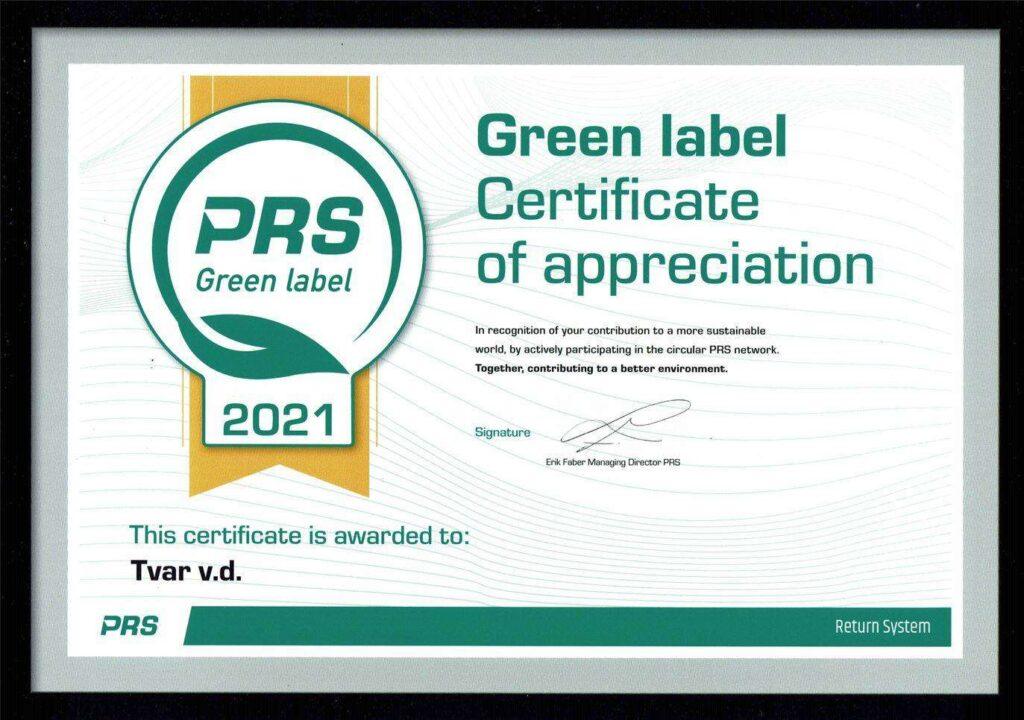 PRS
Green label
2021
Green label
Certificate
of appreciation
In recognition of your contribution to a more sustainable
world, by actively participating in the circular PRS network.
Together, contributing to a better environment.
Signature
Erik Faber Managing Director PRS
This certificate is awarded to:
Tvar v.d.
PRS
Return System